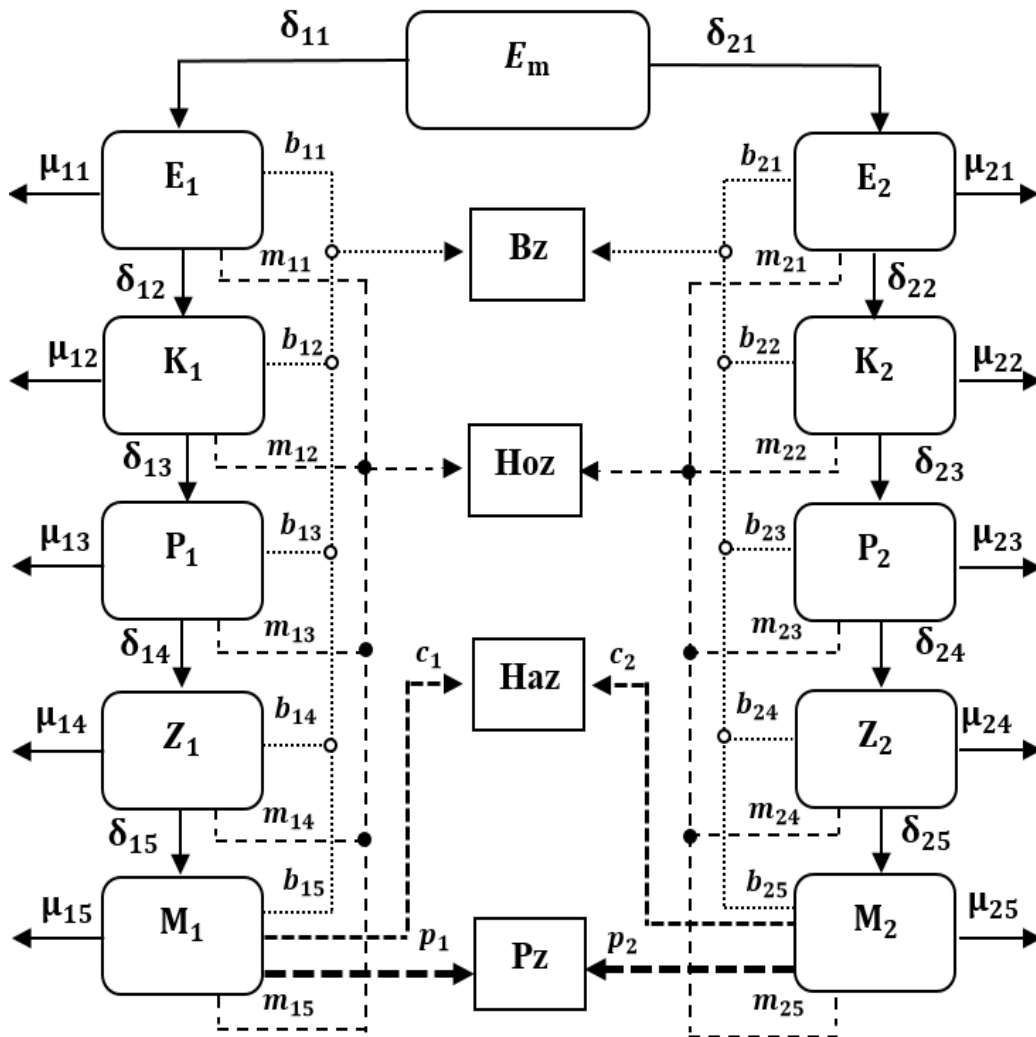 δ₁₁ E_m δ₂₁
μ₁₁ E₁ b₁₁ b₂₁ E₂ μ₂₁
δ₁₂ m₁₁ Bz m₂₁ δ₂₂
μ₁₂ K₁ b₁₂ b₂₂ K₂ μ₂₂
δ₁₃ m₁₂ Hoz m₂₂ δ₂₃
μ₁₃ P₁ b₁₃ b₂₃ P₂ μ₂₃
δ₁₄ m₁₃ c₁ Haz c₂ m₂₃ δ₂₄
μ₁₄ Z₁ b₁₄ b₂₄ Z₂ μ₂₄
δ₁₅ m₁₄ m₂₄ δ₂₅
μ₁₅ M₁ b₁₅ b₂₅ M₂ μ₂₅
p₁ Pz p₂
m₁₅ m₂₅